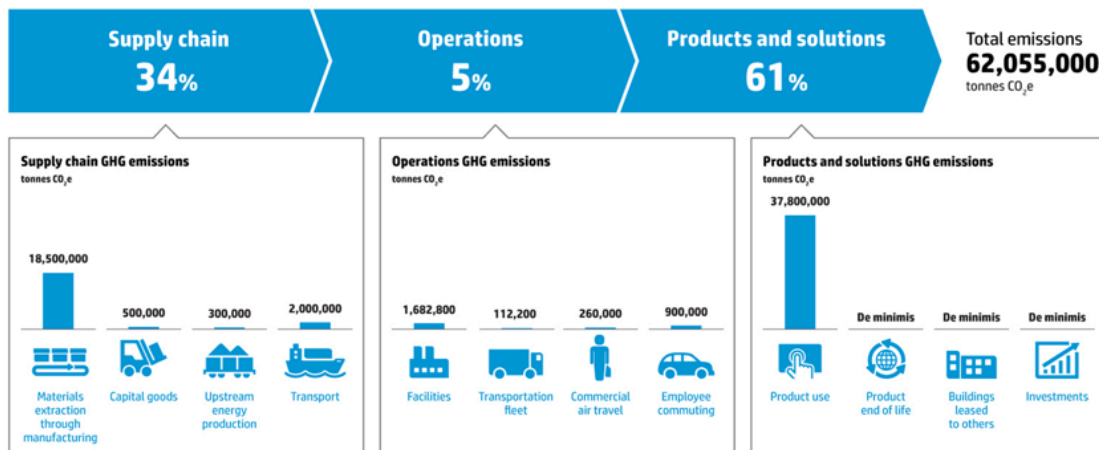 Supply chain
34%
Operations
5%
Products and solutions
61%
Total emissions
62,055,000
tonnes CO₂e
Supply chain GHG emissions
tonnes CO₂e
18,500,000
500,000
300,000
2,000,000
Materials
extraction
through
manufacturing
Capital goods
Upstream
energy
production
Transport
Operations GHG emissions
tonnes CO₂e
1,682,800
112,200
260,000
900,000
Facilities
Transportation
fleet
Commercial
air travel
Employee
commuting
Products and solutions GHG emissions
tonnes CO₂e
37,800,000
De minimis
De minimis
De minimis
Product use
Product
end of life
Buildings
leased
to others
Investments